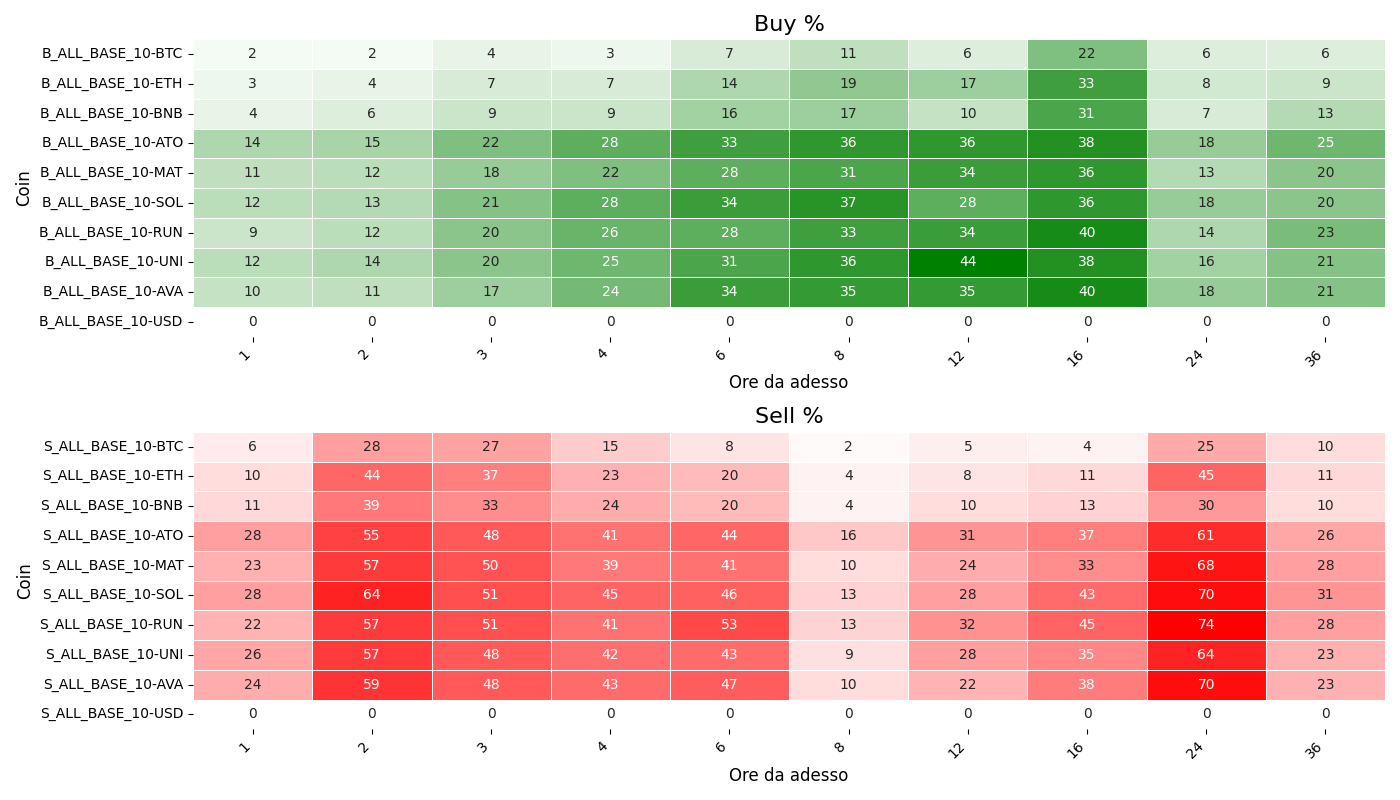 Buy %
Coin
B_ALL_BASE_10-BTC 2 2 4 3 7 11 6 22 6 6
B_ALL_BASE_10-ETH 3 4 7 7 14 19 17 33 8 9
B_ALL_BASE_10-BNB 4 6 9 9 16 17 10 31 7 13
B_ALL_BASE_10-ATO 14 15 22 28 33 36 36 38 18 25
B_ALL_BASE_10-MAT 11 12 18 22 28 31 34 36 13 20
B_ALL_BASE_10-SOL 12 13 21 28 34 37 28 36 18 20
B_ALL_BASE_10-RUN 9 12 20 26 28 33 34 40 14 23
B_ALL_BASE_10-UNI 12 14 20 25 31 36 44 38 16 21
B_ALL_BASE_10-AVA 10 11 17 24 34 35 35 40 18 21
B_ALL_BASE_10-USD 0 0 0 0 0 0 0 0 0 0
1 2 3 4 6 8 12 16 24 36
Ore da adesso
Sell %
Coin
S_ALL_BASE_10-BTC 6 28 27 15 8 2 5 4 25 10
S_ALL_BASE_10-ETH 10 44 37 23 20 4 8 11 45 11
S_ALL_BASE_10-BNB 11 39 33 24 20 4 10 13 30 10
S_ALL_BASE_10-ATO 28 55 48 41 44 16 31 37 61 26
S_ALL_BASE_10-MAT 23 57 50 39 41 10 24 33 68 28
S_ALL_BASE_10-SOL 28 64 51 45 46 13 28 43 70 31
S_ALL_BASE_10-RUN 22 57 51 41 53 13 32 45 74 28
S_ALL_BASE_10-UNI 26 57 48 42 43 9 28 35 64 23
S_ALL_BASE_10-AVA 24 59 48 43 47 10 22 38 70 23
S_ALL_BASE_10-USD 0 0 0 0 0 0 0 0 0 0
1 2 3 4 6 8 12 16 24 36
Ore da adesso